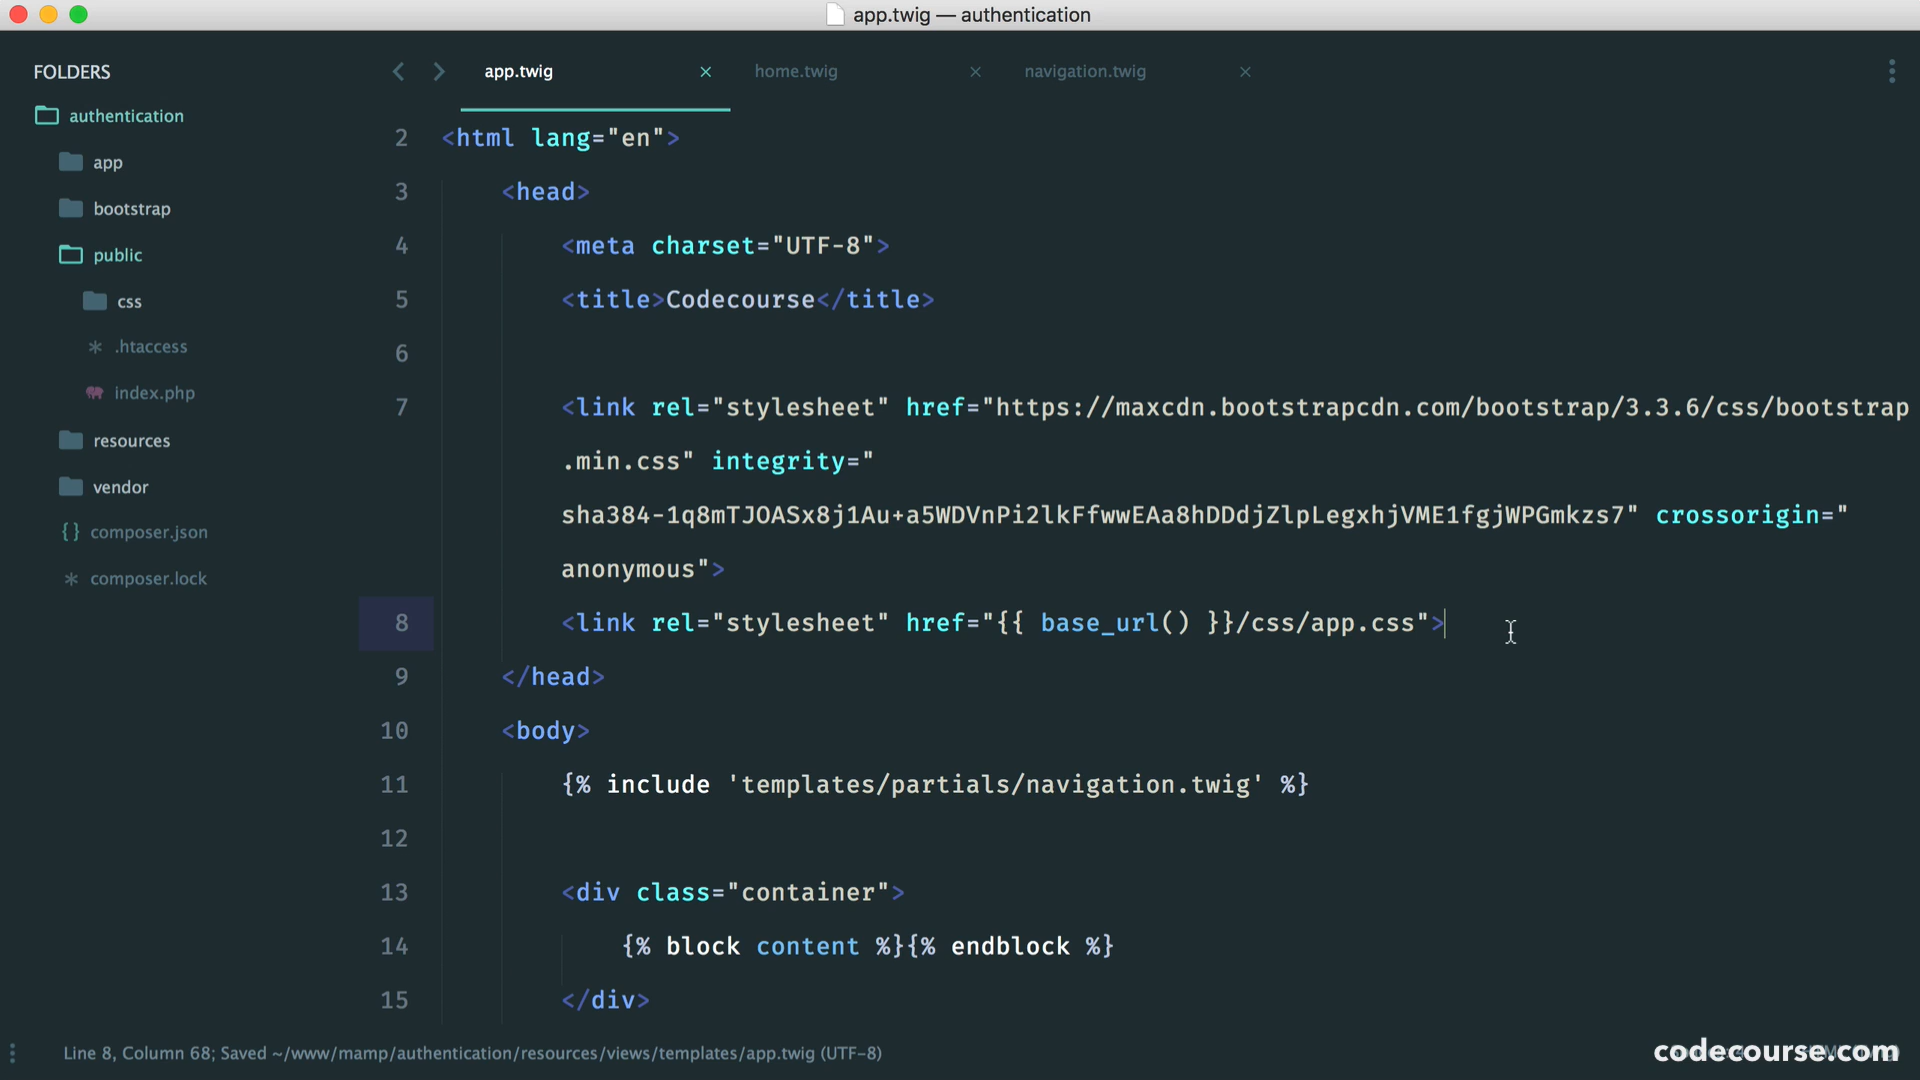 app.twig — authentication
FOLDERS
authentication
app
bootstrap
public
css
.htaccess
index.php
resources
vendor
{} composer.json
* composer.lock
app.twig × home.twig × navigation.twig ×
2 <html lang="en">
3 <head>
4 <meta charset="UTF-8">
5 <title>Codecourse</title>
6
7 <link rel="stylesheet" href="https://maxcdn.bootstrapcdn.com/bootstrap/3.3.6/css/bootstrap
.min.css" integrity="
sha384-1q8mTJOASx8j1Au+a5WDVnPi2lkFfwwEAa8hDDdjZlpLegxhjVME1fgjWPGmkzs7" crossorigin="
anonymous">
8 <link rel="stylesheet" href="{{ base_url() }}/css/app.css">
9 </head>
10 <body>
11 {% include 'templates/partials/navigation.twig' %}
12
13 <div class="container">
14 {% block content %}{% endblock %}
15 </div>
Line 8, Column 68; Saved ~/www/mamp/authentication/resources/views/templates/app.twig (UTF-8)
codecourse.com